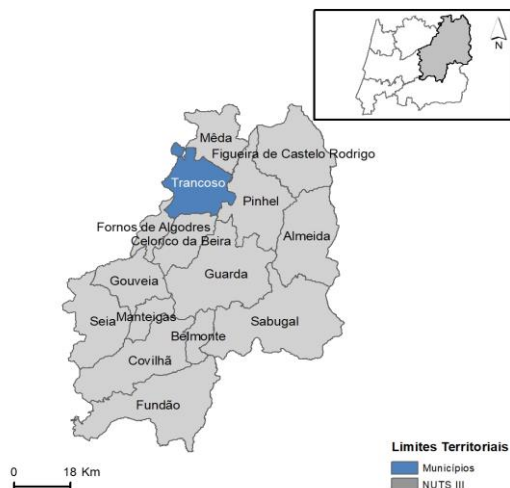 N
Mêda
Figueira de Castelo Rodrigo
Trancoso
Pinhel
Fornos de Algodres
Almeida
Celorico da Beira
Guarda
Gouveia
Manteigas
Seia
Sabugal
Belmonte
Covilhã
Fundão
Limites Territoriais
0 18 Km
Municípios
NUTS III